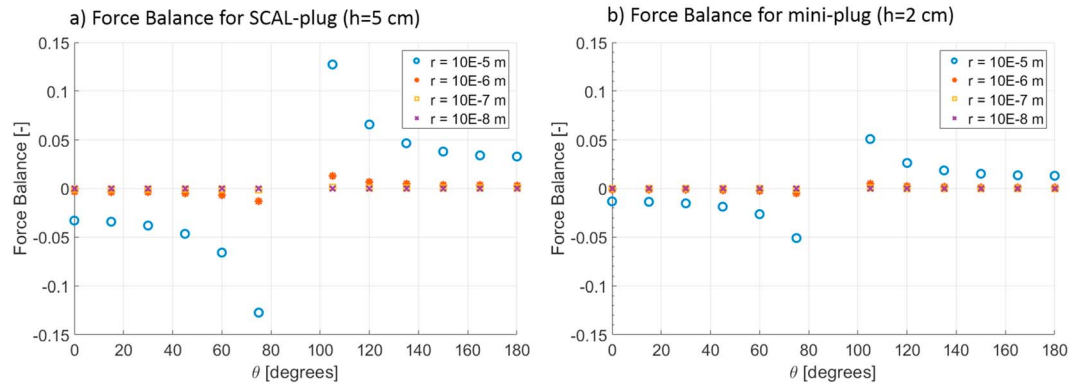 a) Force Balance for SCAL-plug (h=5 cm)
0.15
0.1
0.05
0
-0.05
-0.1
-0.15
Force Balance [-]
0 20 40 60 80 100 120 140 160 180
θ [degrees]
r = 10E-5 m
r = 10E-6 m
r = 10E-7 m
r = 10E-8 m
b) Force Balance for mini-plug (h=2 cm)
0.15
0.1
0.05
0
-0.05
-0.1
-0.15
Force Balance [-]
0 20 40 60 80 100 120 140 160 180
θ [degrees]
r = 10E-5 m
r = 10E-6 m
r = 10E-7 m
r = 10E-8 m